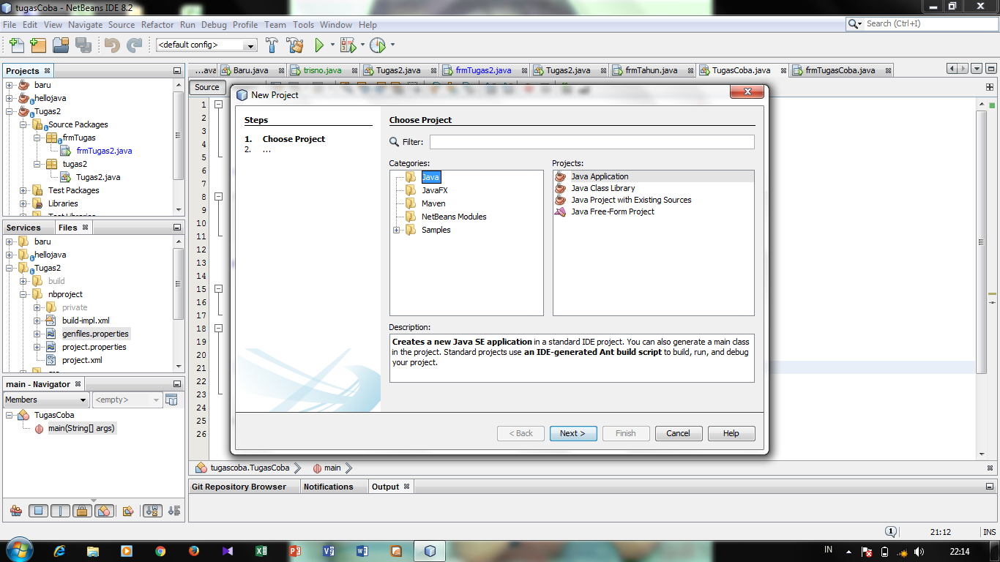 tugasCoba - NetBeans IDE 8.2
File Edit View Navigate Source Refactor Run Debug Profile Team Tools Window Help
Search (Ctrl+I)
<default config>
Projects
baru
hellojava
Tugas2
Source Packages
frmTugas
frmTugas2.java
tugas2
Tugas2.java
Test Packages
Libraries
Test Libraries
Services Files
baru
hellojava
Tugas2
build
nbproject
private
build-impl.xml
genfiles.properties
project.properties
project.xml
main - Navigator
Members <empty>
TugasCoba
main(String[] args)
...ava Baru.java trisno.java Tugas2.java frmTugas2.java Tugas2.java frmTahun.java TugasCoba.java frmTugasCoba.java
Source
1
2
3
4
5
6
7
8
9
10
11
12
13
14
15
16
17
18
19
20
21
22
23
24
25
26
New Project
Steps
1. Choose Project
2. ...
Choose Project
Filter:
Categories:
Java
JavaFX
Maven
NetBeans Modules
Samples
Projects:
Java Application
Java Class Library
Java Project with Existing Sources
Java Free-Form Project
Description:
Creates a new Java SE application in a standard IDE project. You can also generate a main class
in the project. Standard projects use an IDE-generated Ant build script to build, run, and debug
your project.
< Back Next > Finish Cancel Help
tugascoba.TugasCoba main
Git Repository Browser Notifications Output
1 21:12 INS
IN 22:14